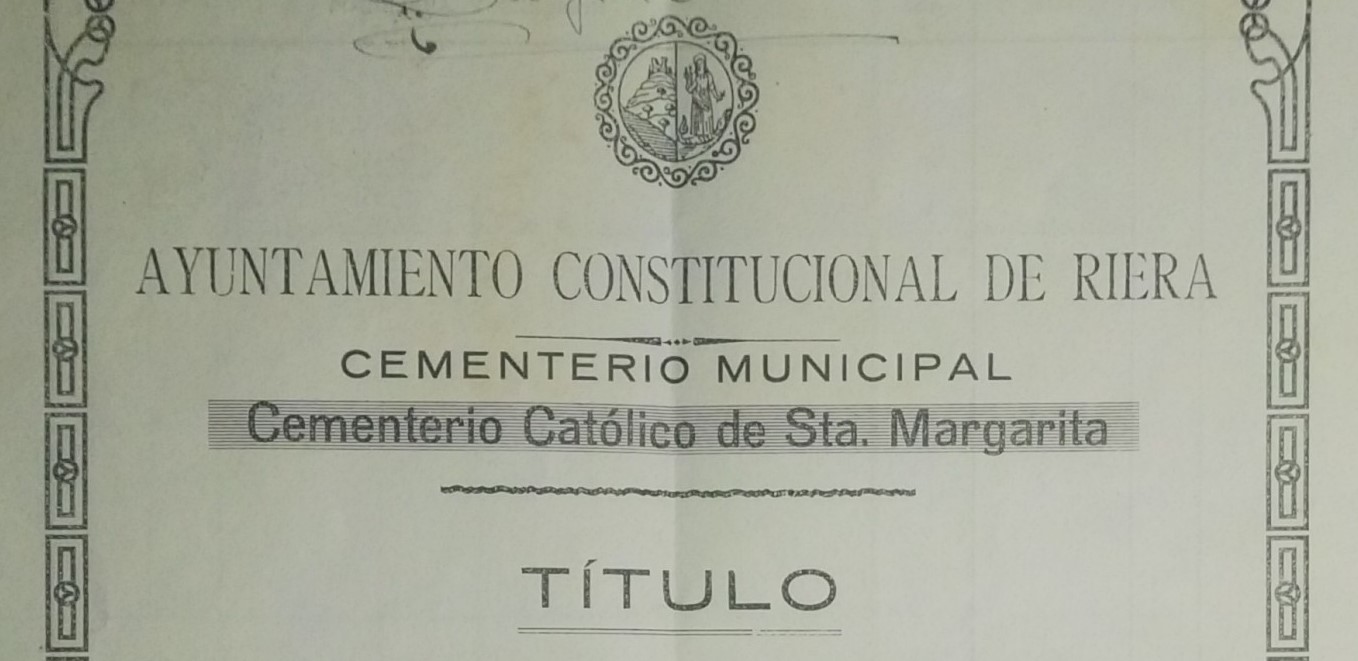 AYUNTAMIENTO CONSTITUCIONAL DE RIERA
CEMENTERIO MUNICIPAL
Cementerio Católico de Sta. Margarita
TÍTULO